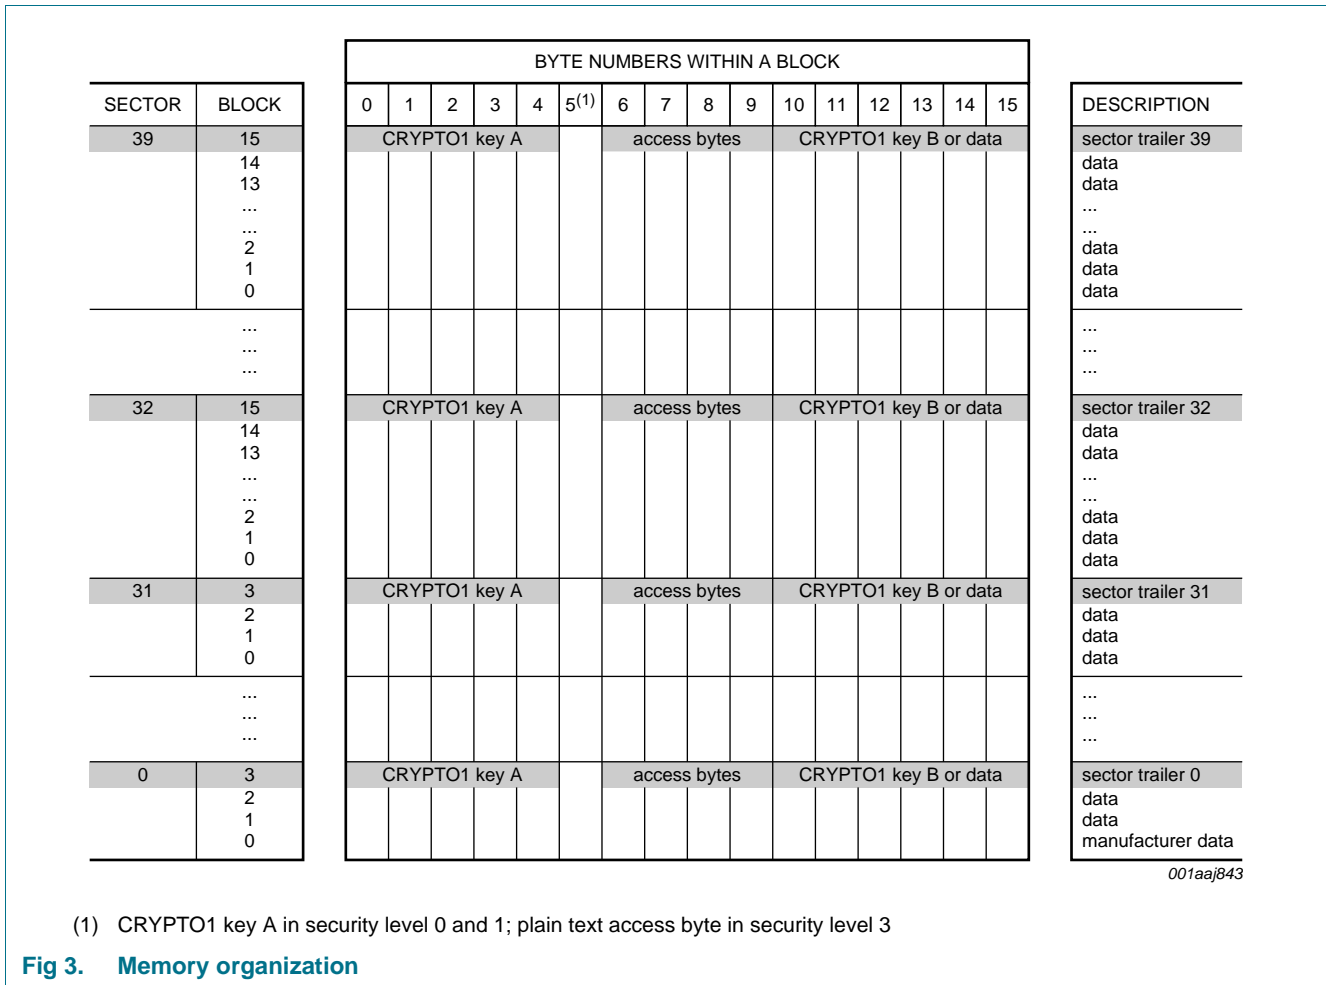 BYTE NUMBERS WITHIN A BLOCK
SECTOR BLOCK 0 1 2 3 4 5(1) 6 7 8 9 10 11 12 13 14 15 DESCRIPTION
39 15 CRYPTO1 key A access bytes CRYPTO1 key B or data sector trailer 39
14 data
13 data
... ...
... ...
2 data
1 data
0 data
... ...
... ...
... ...
32 15 CRYPTO1 key A access bytes CRYPTO1 key B or data sector trailer 32
14 data
13 data
... ...
... ...
2 data
1 data
0 data
31 3 CRYPTO1 key A access bytes CRYPTO1 key B or data sector trailer 31
2 data
1 data
0 data
... ...
... ...
... ...
0 3 CRYPTO1 key A access bytes CRYPTO1 key B or data sector trailer 0
2 data
1 data
0 manufacturer data
001aaj843
(1) CRYPTO1 key A in security level 0 and 1; plain text access byte in security level 3
Fig 3. Memory organization